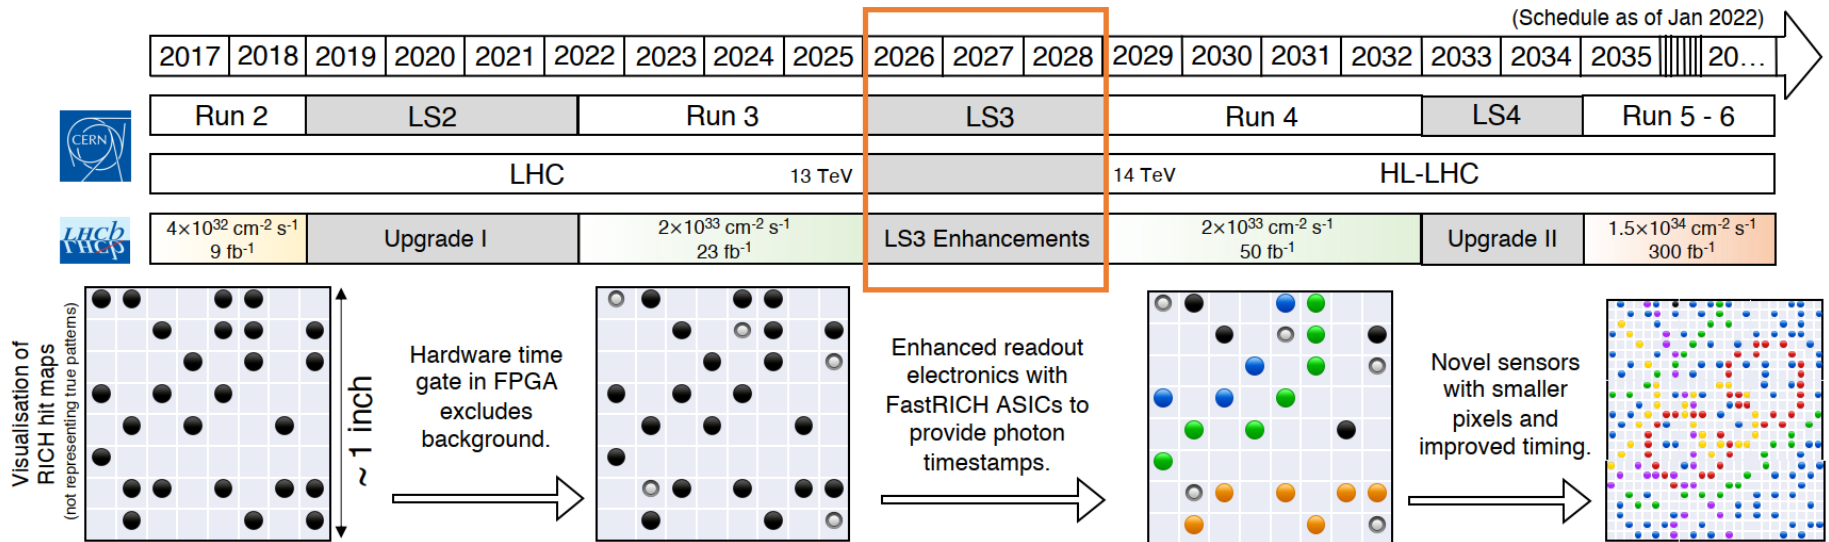 (Schedule as of Jan 2022)
2017 2018 2019 2020 2021 2022 2023 2024 2025 2026 2027 2028 2029 2030 2031 2032 2033 2034 2035 20...
CERN
Run 2 LS2 Run 3 LS3 Run 4 LS4 Run 5 - 6
LHC 13 TeV 14 TeV HL-LHC
LHCb
LHCb
4×10³² cm-2 s⁻¹
9 fb⁻¹
Upgrade I
2×10³³ cm-2 s⁻¹
23 fb⁻¹
LS3 Enhancements
2×10³³ cm-2 s⁻¹
50 fb⁻¹
Upgrade II
1.5×10³⁴ cm-2 s⁻¹
300 fb⁻¹
Visualisation of
RICH hit maps
(not representing true patterns)
~ 1 inch
Hardware time
gate in FPGA
excludes
background.
Enhanced readout
electronics with
FastRICH ASICs to
provide photon
timestamps.
Novel sensors
with smaller
pixels and
improved timing.